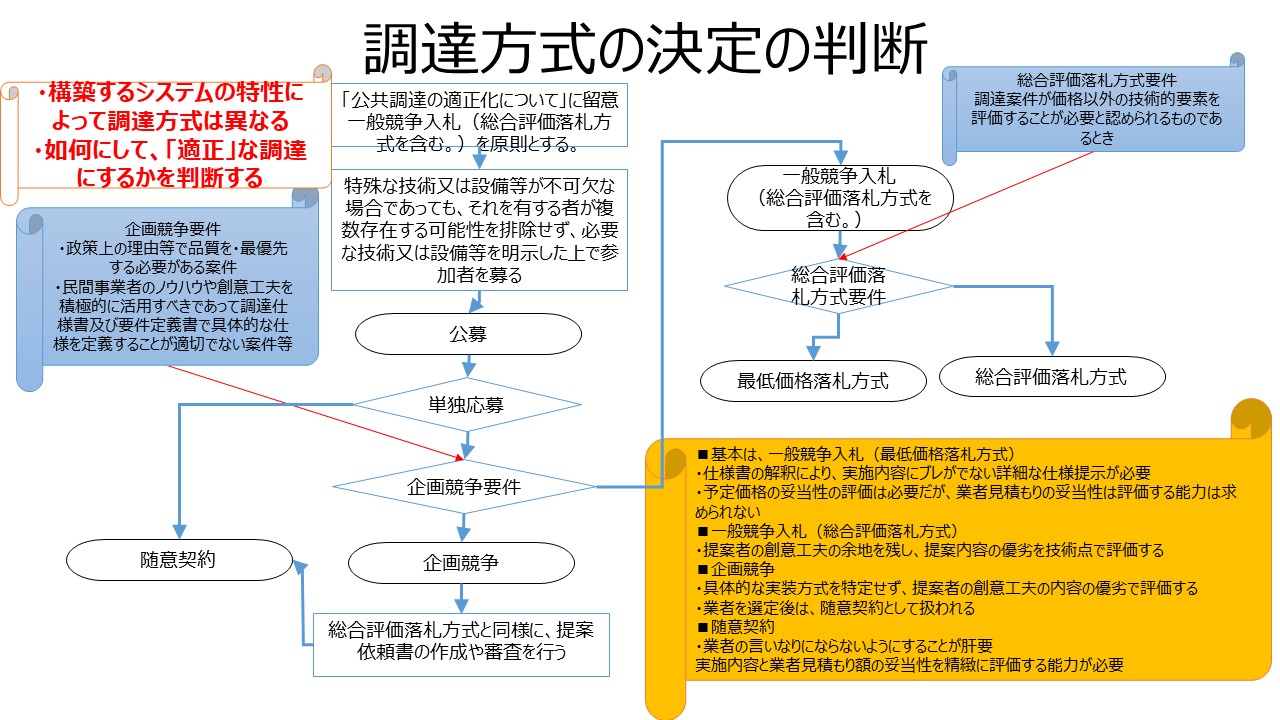 調達方式の決定の判断
・構築するシステムの特性に
よって調達方式は異なる
・如何にして、「適正」な調達
にするかを判断する
「公共調達の適正化について」に留意
一般競争入札（総合評価落札方
式を含む。）を原則とする。
特殊な技術又は設備等が不可欠な
場合であっても、それを有する者が複
数存在する可能性を排除せず、必要
な技術又は設備等を明示した上で参
加者を募る
企画競争要件
・政策上の理由等で品質を・最優先
する必要がある案件
・民間事業者のノウハウや創意工夫を
積極的に活用すべきであって調達仕
様書及び要件定義書で具体的な仕
様を定義することが適切でない案件等
公募
単独応募
企画競争要件
随意契約
企画競争
総合評価落札方式と同様に、提案
依頼書の作成や審査を行う
総合評価落札方式要件
調達案件が価格以外の技術的要素を
評価することが必要と認められるものであ
るとき
一般競争入札
（総合評価落札方式を
含む。）
総合評価落
札方式要件
最低価格落札方式
総合評価落札方式
■基本は、一般競争入札（最低価格落札方式）
・仕様書の解釈により、実施内容にブレがでない詳細な仕様提示が必要
・予定価格の妥当性の評価は必要だが、業者見積もりの妥当性は評価する能力は求
められない
■一般競争入札（総合評価落札方式）
・提案者の創意工夫の余地を残し、提案内容の優劣を技術点で評価する
■企画競争
・具体的な実装方式を特定せず、提案者の創意工夫の内容の優劣で評価する
・業者を選定後は、随意契約として扱われる
■随意契約
・業者の言いなりにならないようにすることが肝要
実施内容と業者見積もり額の妥当性を精緻に評価する能力が必要